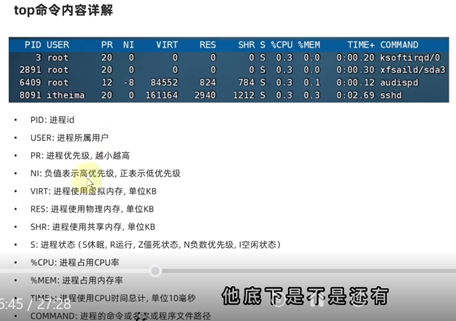 top命令内容详解
PID USER PR NI VIRT RES SHR S %CPU %MEM TIME+ COMMAND
3 root 20 0 0 0 0 S 0.3 0.0 0:00.20 ksoftirqd/0
2891 root 20 0 0 0 0 S 0.3 0.0 0:00.30 xfsaild/sda3
6409 root 12 -8 84552 824 784 S 0.3 0.1 0:00.12 audispd
8091 itheima 20 0 161164 2940 1212 S 0.3 0.3 0:02.69 sshd
• PID: 进程id
• USER: 进程所属用户
• PR: 进程优先级, 越小越高
• NI: 负值表示高优先级, 正表示低优先级
• VIRT: 进程使用虚拟内存, 单位KB
• RES: 进程使用物理内存, 单位KB
• SHR: 进程使用共享内存, 单位KB
• S: 进程状态 (S休眠, R运行, Z僵死状态, N负数优先级, I空闲状态)
• %CPU: 进程占用CPU率
• %MEM: 进程占用内存率
• TIME+: 进程使用CPU时间总计, 单位10毫秒
• COMMAND: 进程的命令或程序文件路径
6:45 / 27:28
他底下是不是还有